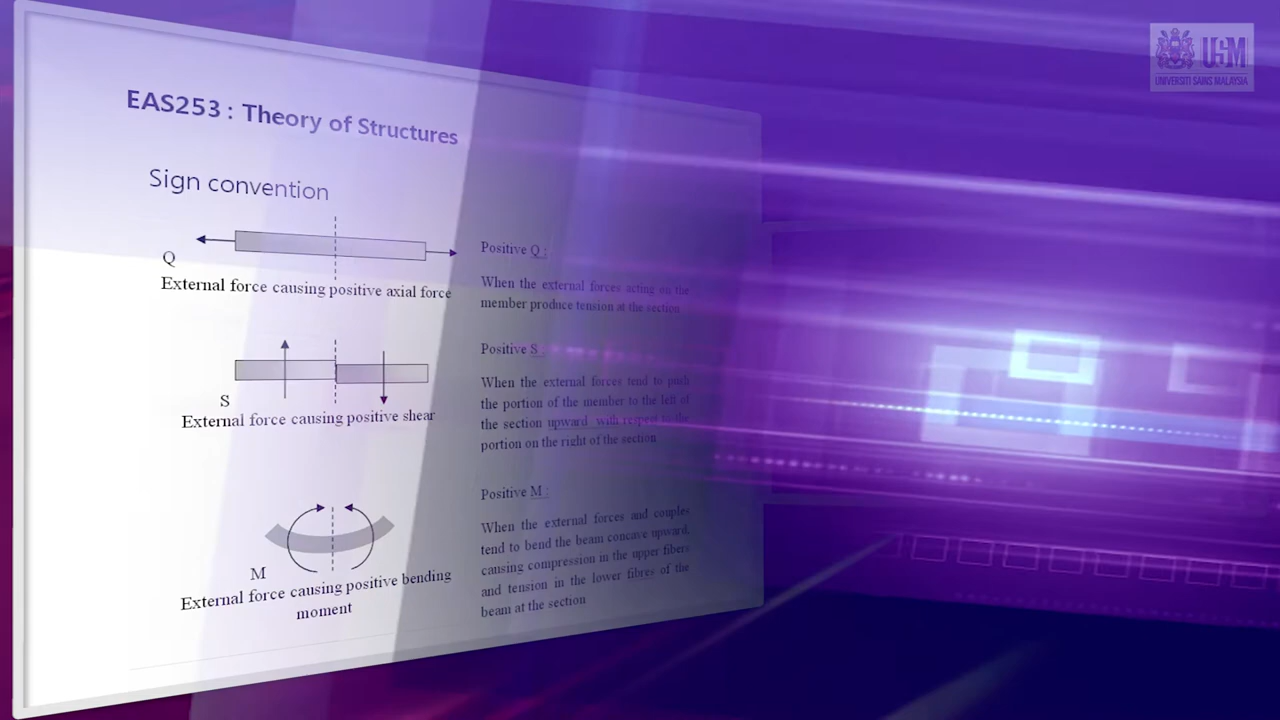 USM
UNIVERSITI SAINS MALAYSIA
EAS253 : Theory of Structures
Sign convention
Q
External force causing positive axial force
Positive Q :
When the external forces acting on the
member produce tension at the section
S
External force causing positive shear
Positive S :
When the external forces tend to push
the portion of the member to the left of
the section upward with respect to the
portion on the right of the section
M
External force causing positive bending
moment
Positive M :
When the external forces and couples
tend to bend the beam concave upward,
causing compression in the upper fibers
and tension in the lower fibres of the
beam at the section